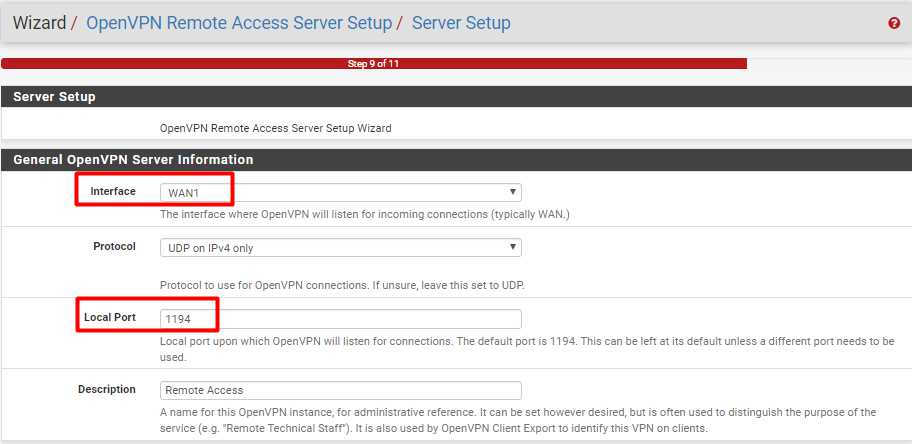 Wizard / OpenVPN Remote Access Server Setup / Server Setup
Step 9 of 11
Server Setup
OpenVPN Remote Access Server Setup Wizard
General OpenVPN Server Information
Interface WAN1
The interface where OpenVPN will listen for incoming connections (typically WAN.)
Protocol UDP on IPv4 only
Protocol to use for OpenVPN connections. If unsure, leave this set to UDP.
Local Port 1194
Local port upon which OpenVPN will listen for connections. The default port is 1194. This can be left at its default unless a different port needs to be
used.
Description Remote Access
A name for this OpenVPN instance, for administrative reference. It can be set however desired, but is often used to distinguish the purpose of the
service (e.g. "Remote Technical Staff"). It is also used by OpenVPN Client Export to identify this VPN on clients.